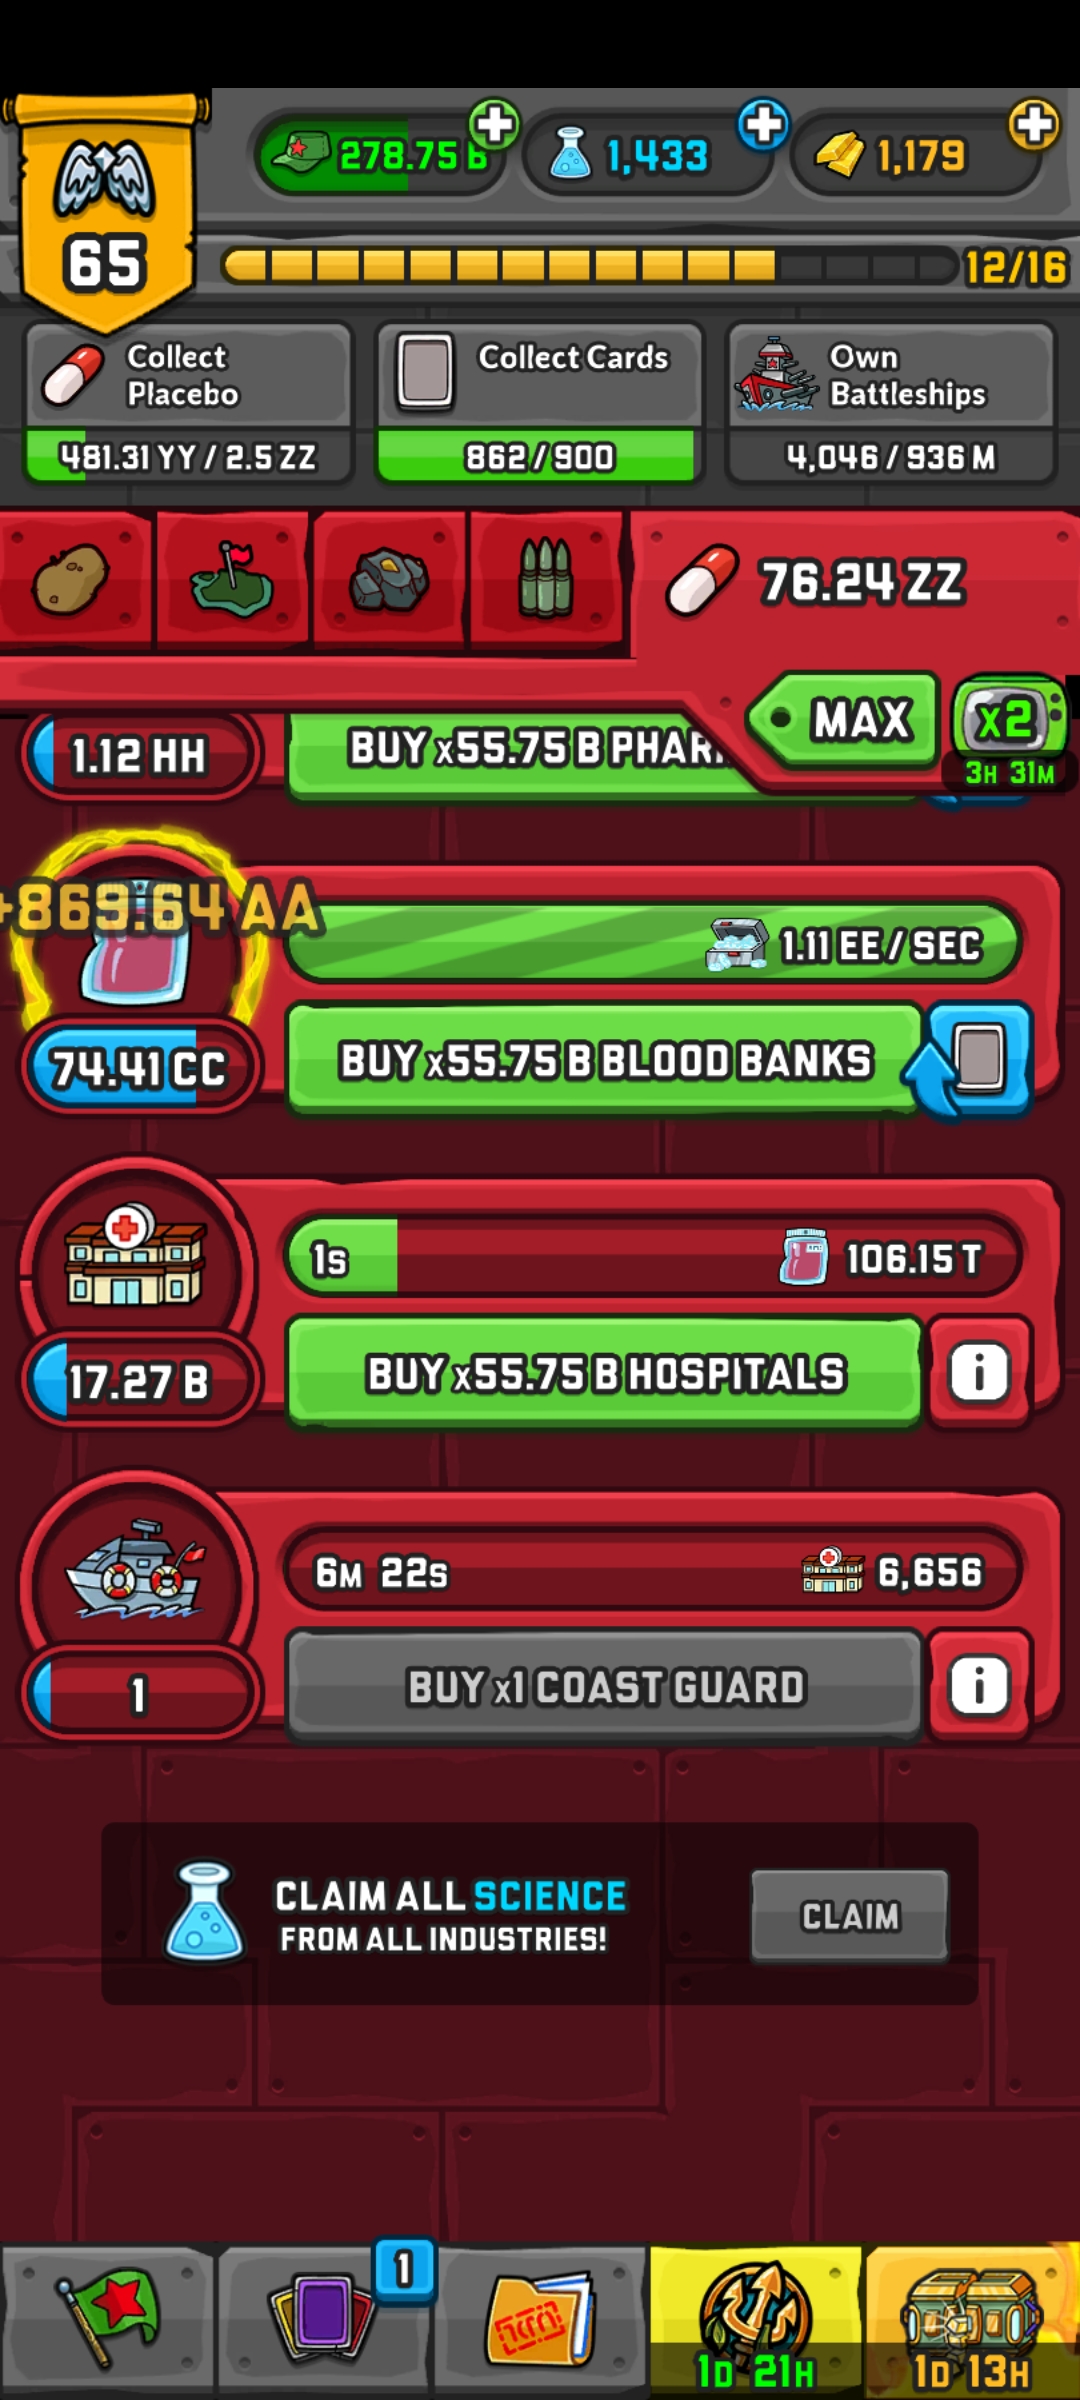 278.75 B
1,433
1,179
65
12/16
Collect
Placebo
481.31 YY / 2.5 ZZ
Collect Cards
862/900
Own
Battleships
4,046 / 936 M
76.24 ZZ
MAX
x2
3H 31M
1.12 HH
BUY x55.75 B
+869.64 AA
1.11 EE / SEC
74.41 CC
BUY x55.75 B BLOOD BANKS
1s
106.15 T
17.27 B
BUY x55.75 B HOSPITALS
i
6M 22s
6,656
1
BUY x1 COAST GUARD
i
CLAIM ALL SCIENCE
FROM ALL INDUSTRIES!
CLAIM
1
1D 21H
1D 13H